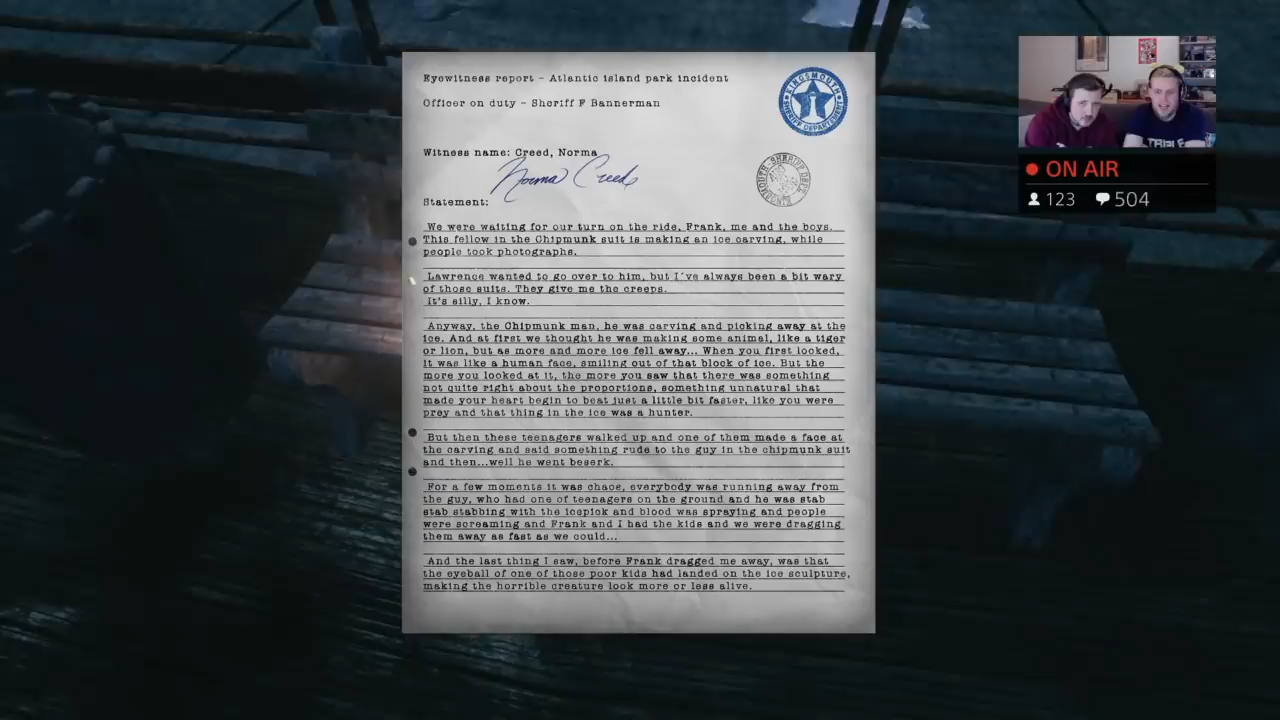 Eyewitness report - Atlantic island park incident
Officer on duty - Sheriff F Bannerman
KINGSMOUTH
SHERIFF DEPARTMENT
Witness name: Creed, Norma
Norma Creed
Statement:
We were waiting for our turn on the ride, Frank, me and the boys.
This fellow in the Chipmunk suit is making an ice carving, while
people took photographs.
Lawrence wanted to go over to him, but I've always been a bit wary
of those suits. They give me the creeps.
It's silly, I know.
Anyway, the Chipmunk man, he was carving and picking away at the
ice. And at first we thought he was making some animal, like a tiger
or lion, but as more and more ice fell away... When you first looked,
it was like a human face, smiling out of that block of ice. But the
more you looked at it, the more you saw that there was something
not quite right about the proportions, something unnatural that
made your heart begin to beat just a little bit faster, like you were
prey and that thing in the ice was a hunter.
But then these teenagers walked up and one of them made a face at
the carving and said something rude to the guy in the chipmunk suit
and then...well he went beserk.
For a few moments it was chaos, everybody was running away from
the guy, who had one of teenagers on the ground and he was stab
stab stabbing with the icepick and blood was spraying and people
were screaming and Frank and I had the kids and we were dragging
them away as fast as we could...
And the last thing I saw, before Frank dragged me away, was that
the eyeball of one of those poor kids had landed on the ice sculpture,
making the horrible creature look more or less alive.
ON AIR
123 504